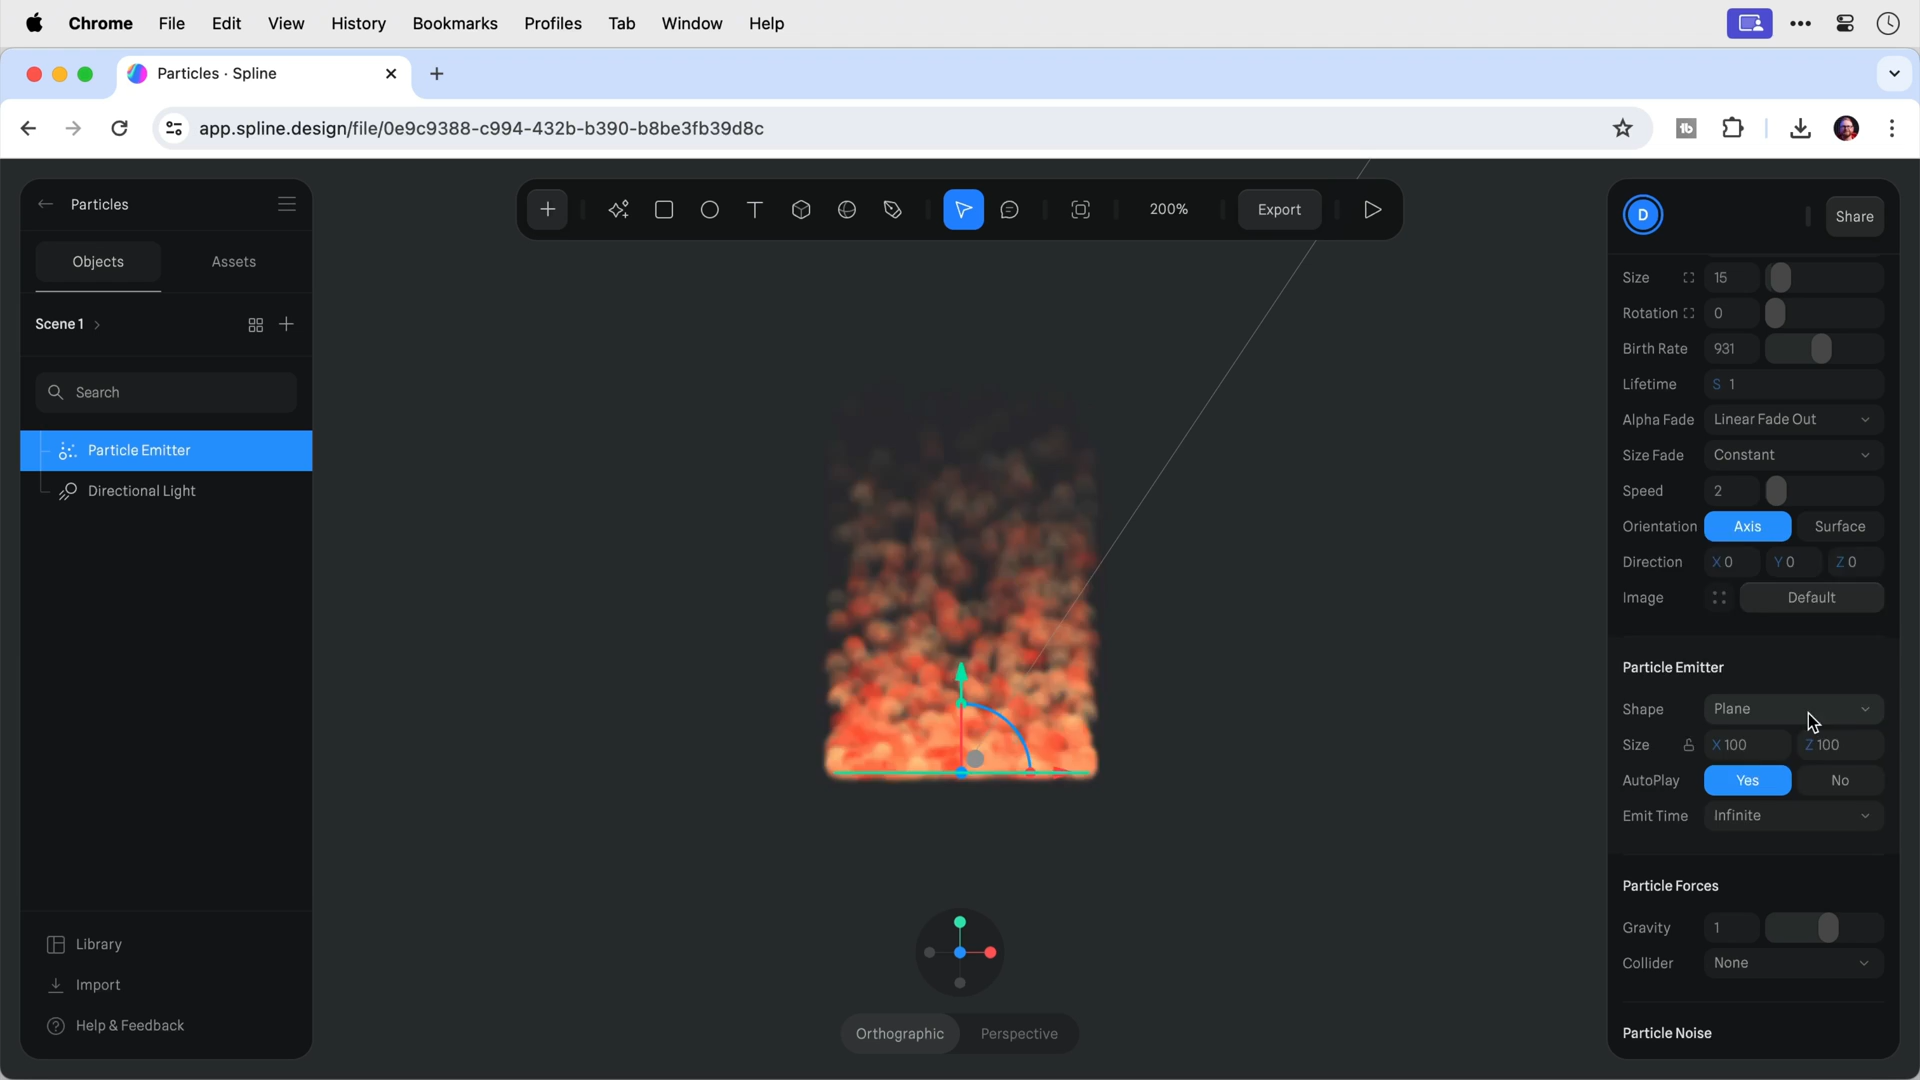 Chrome File Edit View History Bookmarks Profiles Tab Window Help
Particles · Spline
app.spline.design/file/0e9c9388-c994-432b-b390-b8be3fb39d8c
tb
Particles
Objects Assets
Scene 1
Search
Particle Emitter
Directional Light
Library
Import
Help & Feedback
T
200%
Export
Orthographic Perspective
D
Share
Size 15
Rotation 0
Birth Rate 931
Lifetime S 1
Alpha Fade Linear Fade Out
Size Fade Constant
Speed 2
Orientation Axis Surface
Direction X 0 Y 0 Z 0
Image Default
Particle Emitter
Shape Plane
Size X 100 Z 100
AutoPlay Yes No
Emit Time Infinite
Particle Forces
Gravity 1
Collider None
Particle Noise